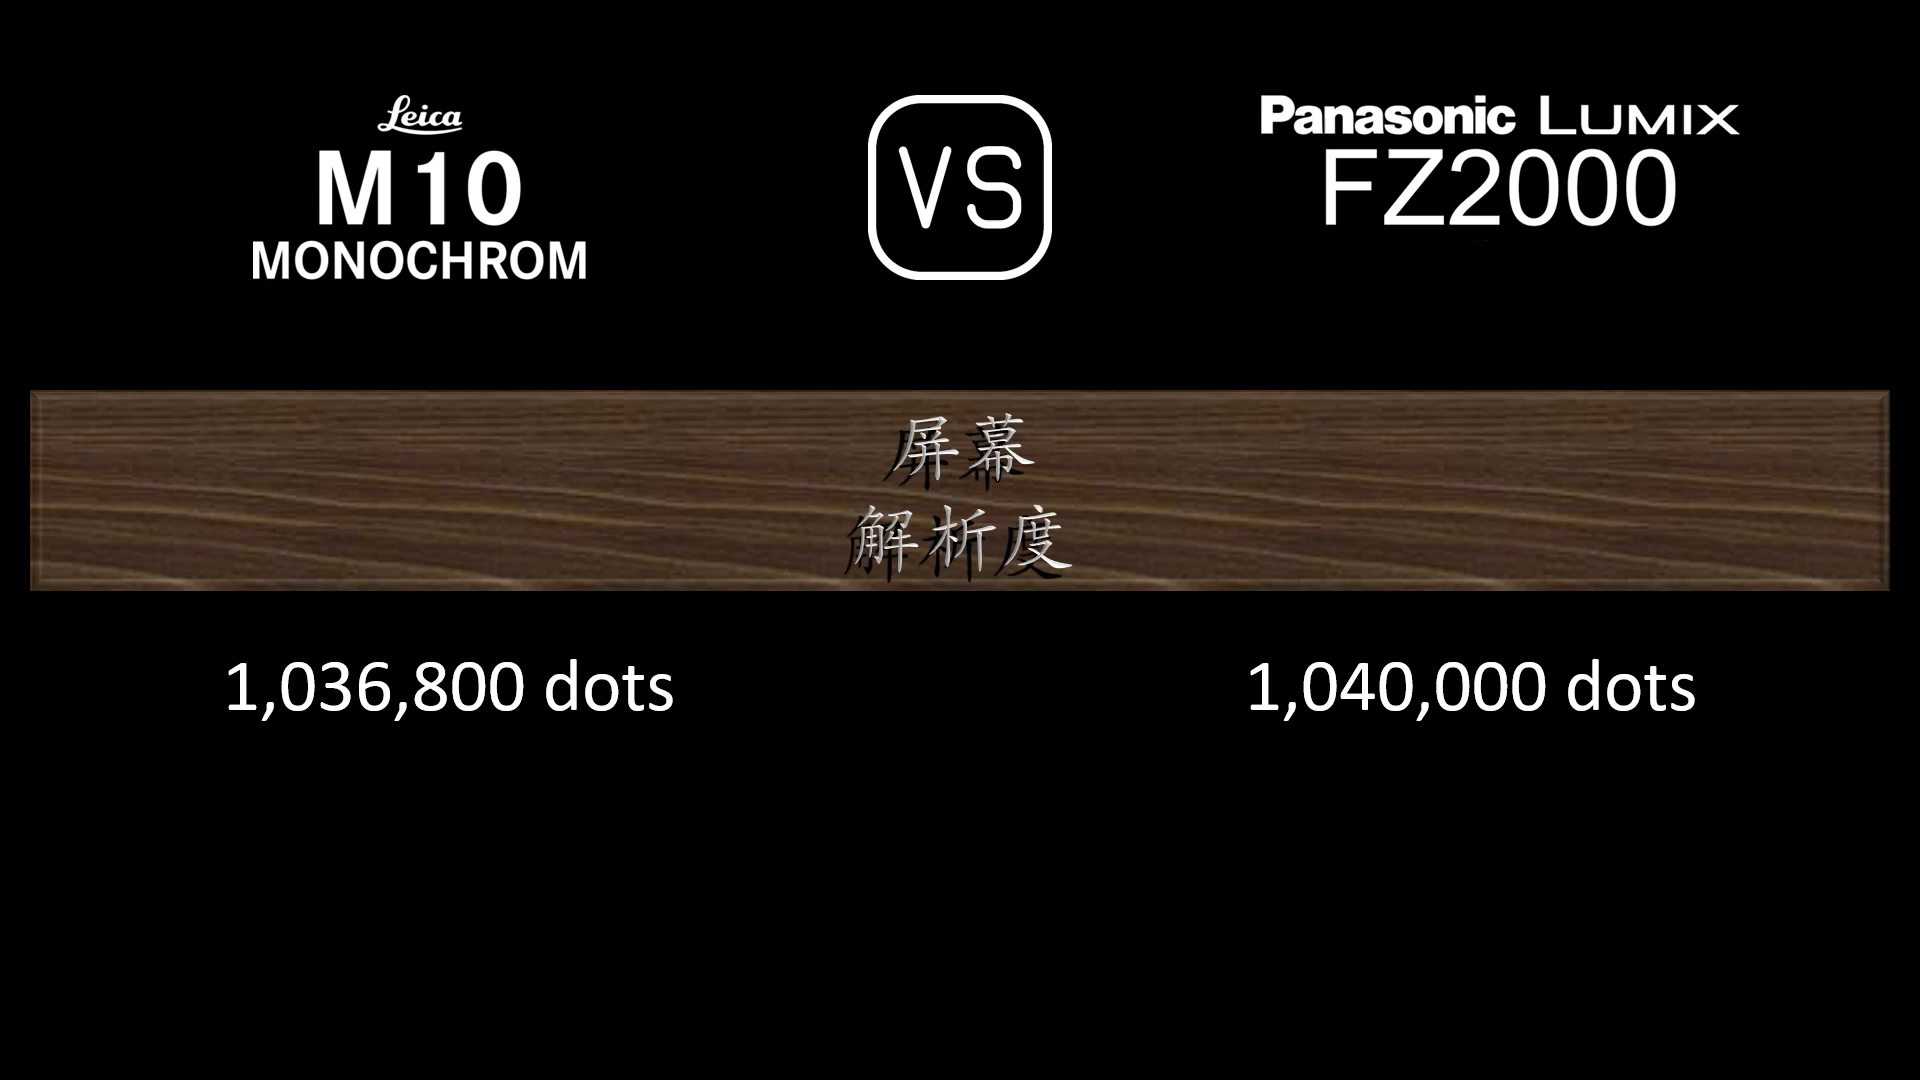 Leica
M10
MONOCHROM
VS
Panasonic LUMIX
FZ2000
屏幕
解析度
1,036,800 dots
1,040,000 dots